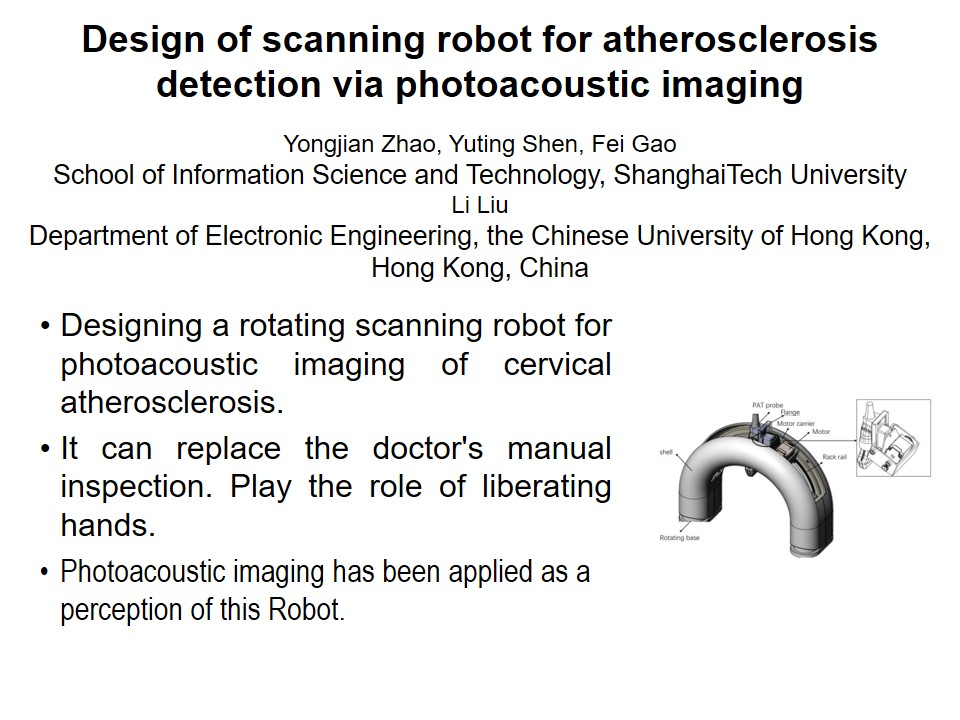 Design of scanning robot for atherosclerosis
detection via photoacoustic imaging
Yongjian Zhao, Yuting Shen, Fei Gao
School of Information Science and Technology, ShanghaiTech University
Li Liu
Department of Electronic Engineering, the Chinese University of Hong Kong,
Hong Kong, China
• Designing a rotating scanning robot for
photoacoustic imaging of cervical
atherosclerosis.
• It can replace the doctor's manual
inspection. Play the role of liberating
hands.
• Photoacoustic imaging has been applied as a
perception of this Robot.
PAT probe
Flange
Motor carrier
Motor
shell
Rack rail
Rotating base